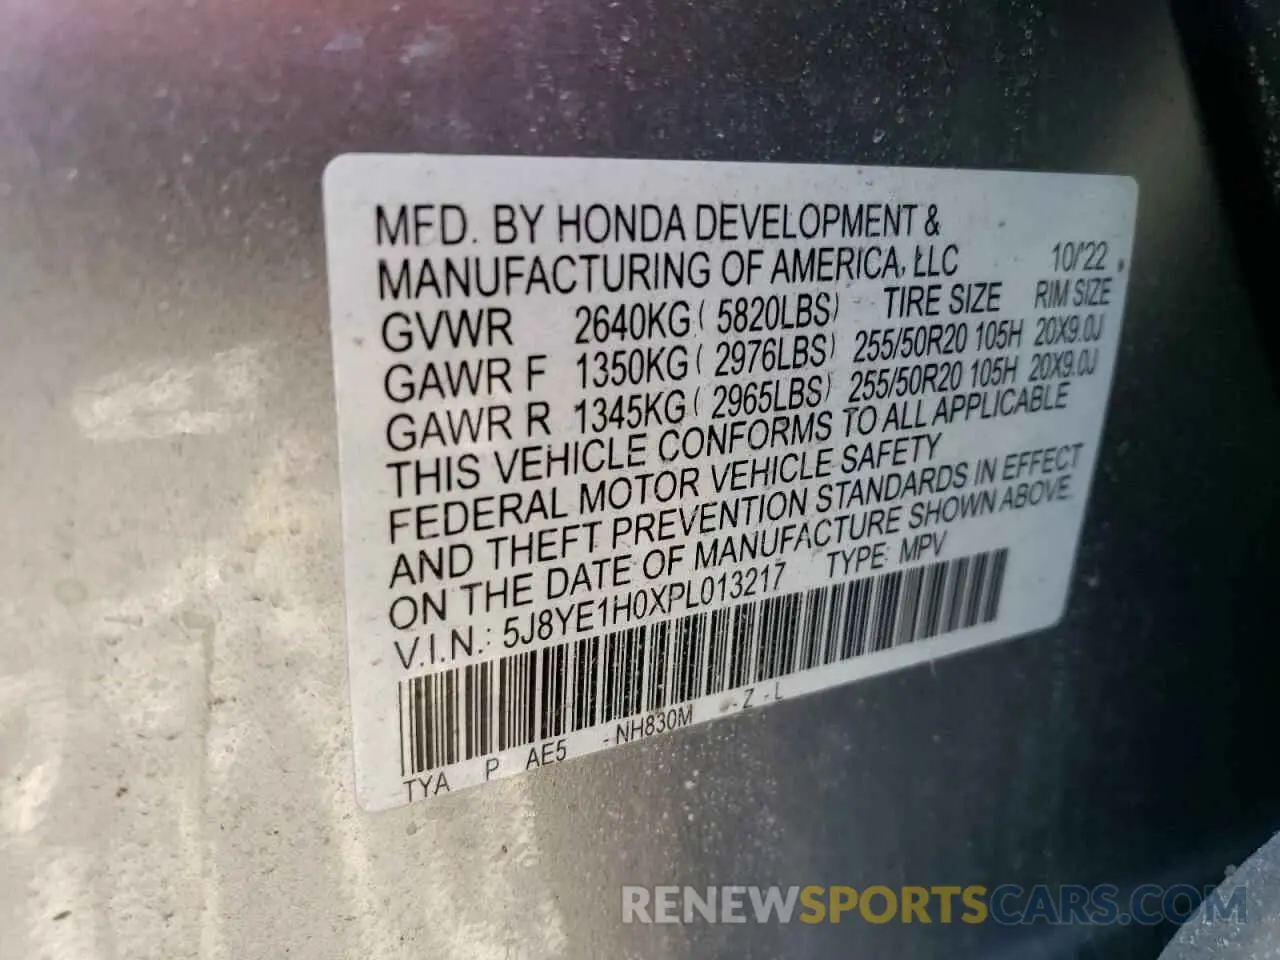 MFD. BY HONDA DEVELOPMENT &
MANUFACTURING OF AMERICA, LLC 10/'22
GVWR 2640KG ( 5820LBS) TIRE SIZE RIM SIZE
GAWR F 1350KG ( 2976LBS) 255/50R20 105H 20X9.0J
GAWR R 1345KG ( 2965LBS) 255/50R20 105H 20X9.0J
THIS VEHICLE CONFORMS TO ALL APPLICABLE
FEDERAL MOTOR VEHICLE SAFETY
AND THEFT PREVENTION STANDARDS IN EFFECT
ON THE DATE OF MANUFACTURE SHOWN ABOVE.
V.I.N.: 5J8YE1H0XPL013217 TYPE: MPV
TYA P AE5 -NH830M - Z - L
RENEWSPORTSCARS.COM